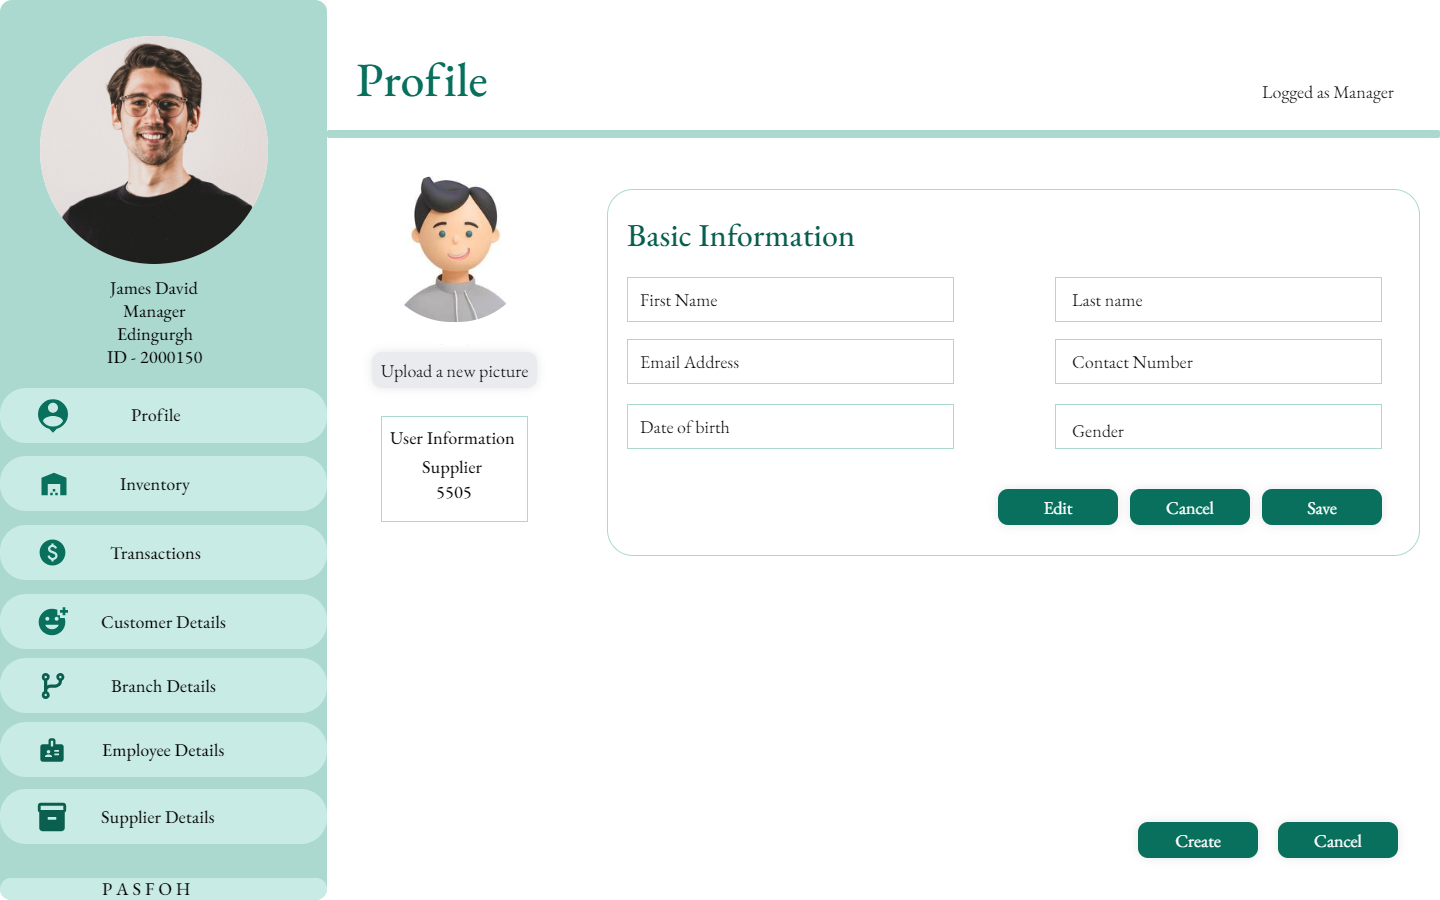 James David
Manager
Edingurgh
ID - 2000150
Profile
Inventory
Transactions
Customer Details
Branch Details
Employee Details
Supplier Details
P A S F O H
Profile
Logged as Manager
Upload a new picture
User Information
Supplier
5505
Basic Information
First Name
Last name
Email Address
Contact Number
Date of birth
Gender
Edit
Cancel
Save
Create
Cancel